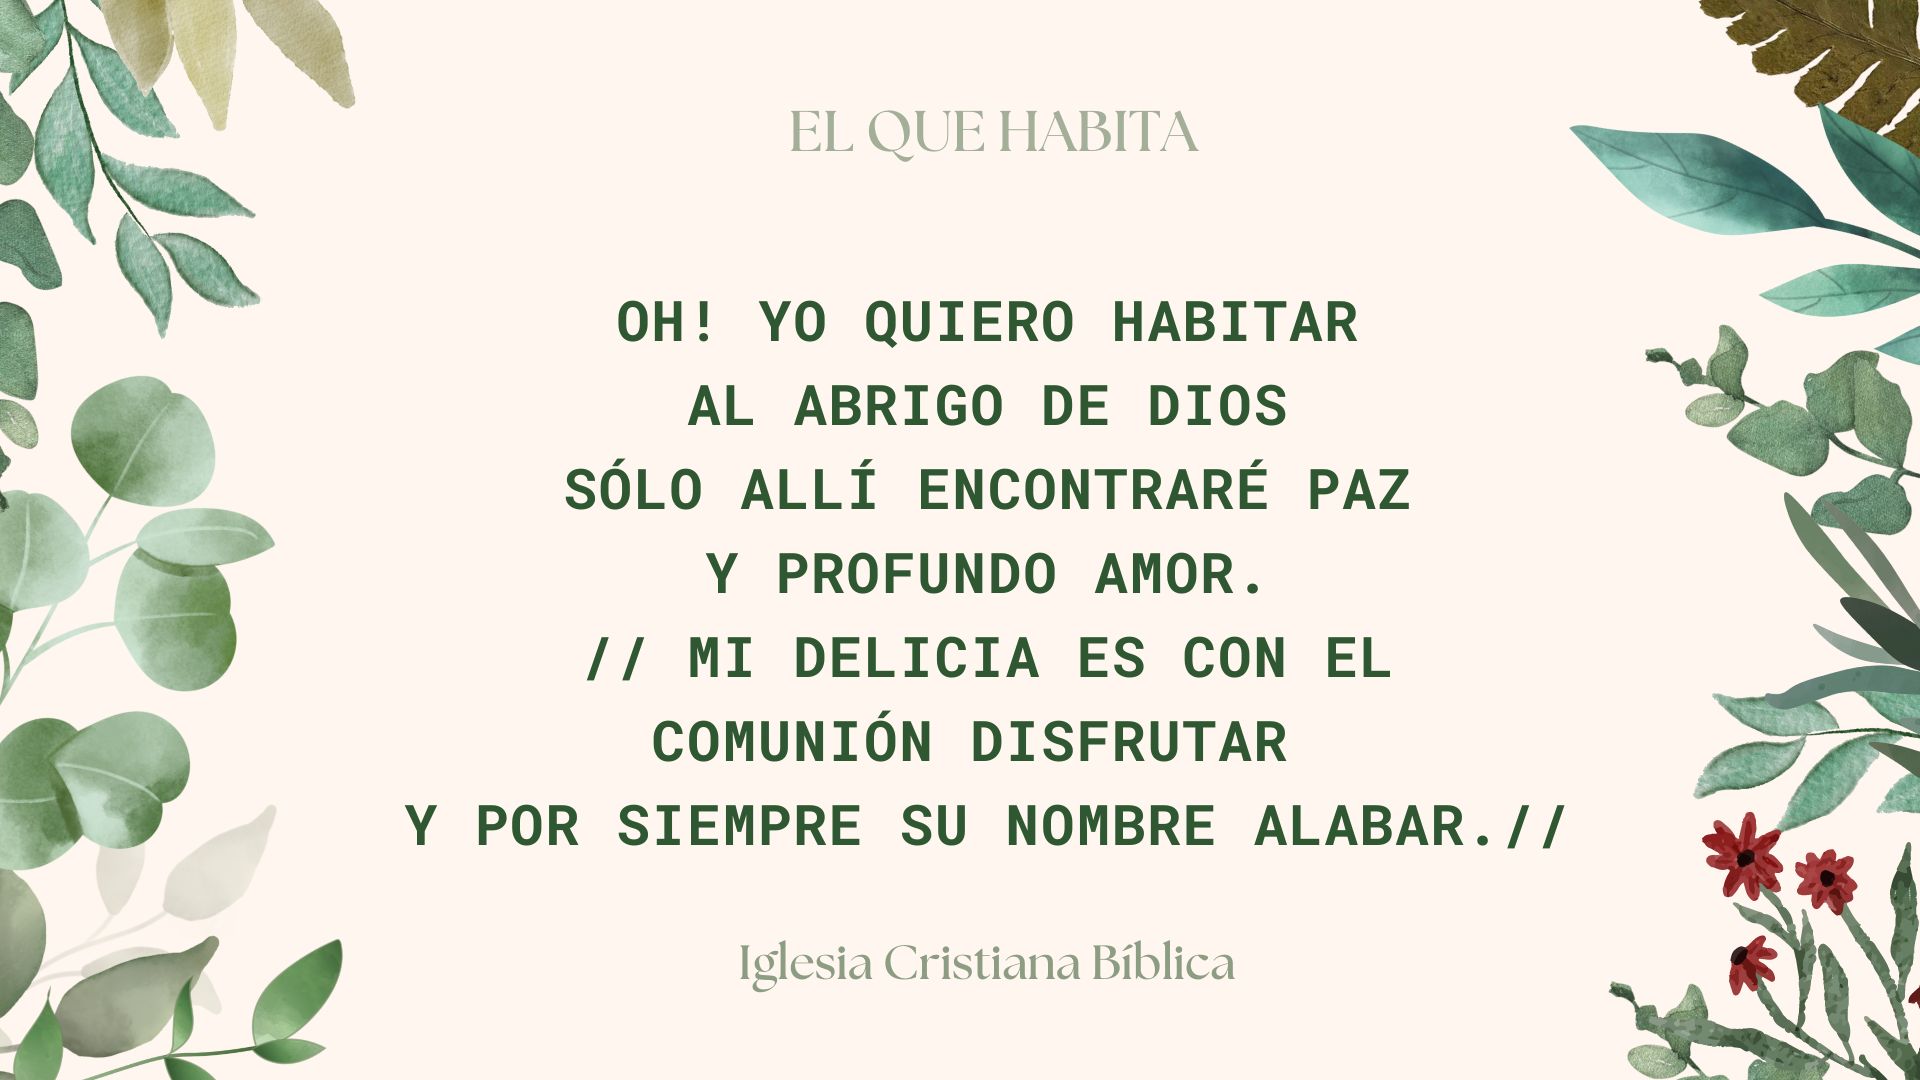 EL QUE HABITA
OH! YO QUIERO HABITAR
AL ABRIGO DE DIOS
SÓLO ALLÍ ENCONTRARÉ PAZ
Y PROFUNDO AMOR.
// MI DELICIA ES CON EL
COMUNIÓN DISFRUTAR
Y POR SIEMPRE SU NOMBRE ALABAR.//
Iglesia Cristiana Bíblica